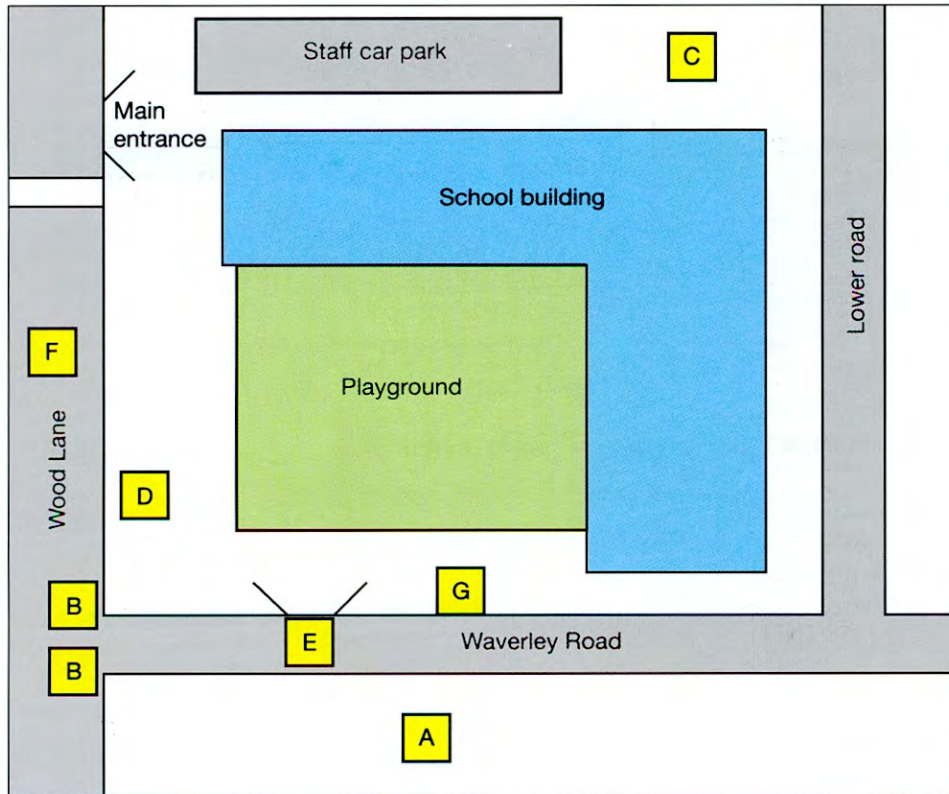 Staff car park
C
Main
entrance
School building
Lower road
F
Playground
Wood Lane
D
B
G
E
Waverley Road
B
A